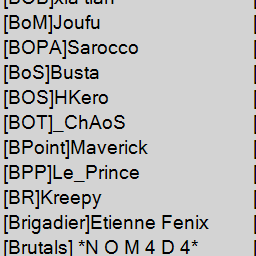 [BOB]xia tian
[BoM]Joufu
[BOPA]Sarocco
[BoS]Busta
[BOS]HKero
[BOT]_ChAoS
[BPoint]Maverick
[BPP]Le_Prince
[BR]Kreepy
[Brigadier]Etienne Fenix
[Brutals] *N O M 4 D 4*